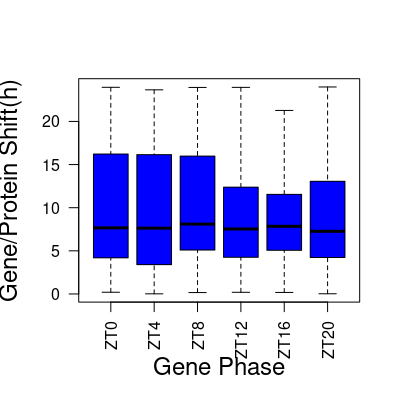 Gene/Protein Shift(h)
20
15
10
5
0
ZT0
ZT4
ZT8
ZT12
ZT16
ZT20
Gene Phase